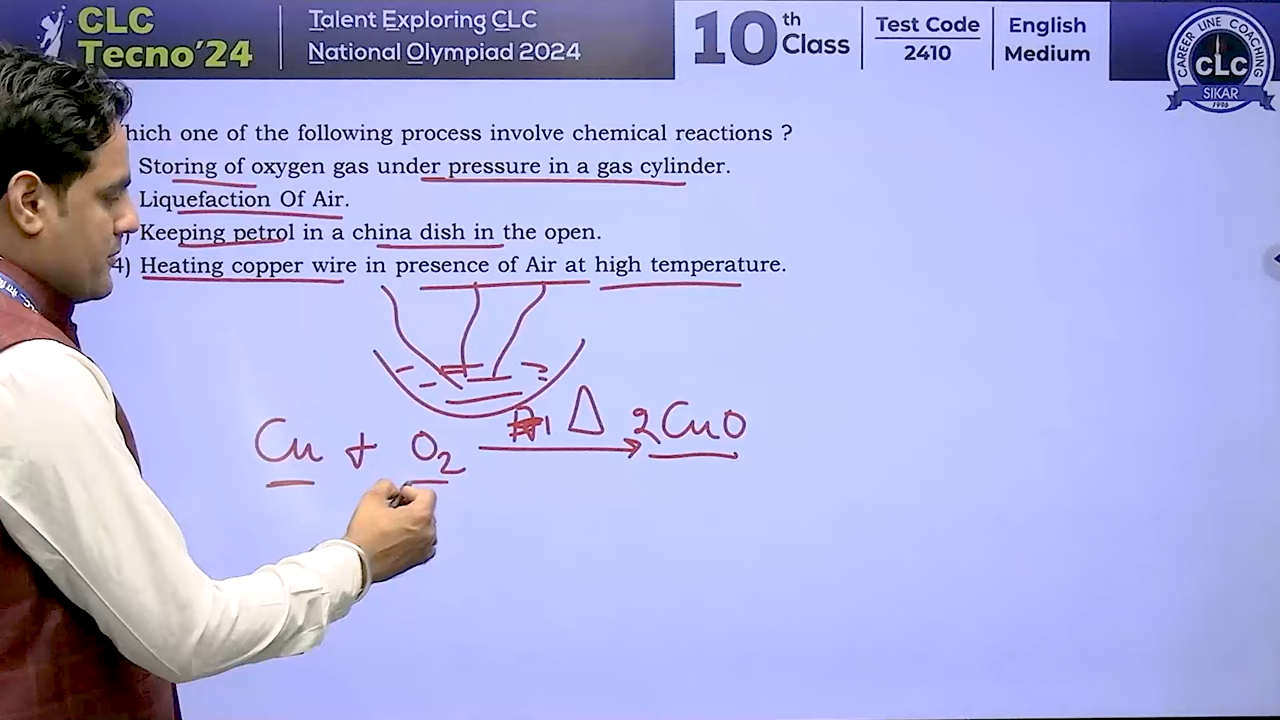 CLC
Tecno'24
Talent Exploring CLC
National Olympiad 2024
10th Class
Test Code
2410
English
Medium
CAREER LINE COACHING
CLC
SIKAR
1996
hich one of the following process involve chemical reactions ?
Storing of oxygen gas under pressure in a gas cylinder.
Liquefaction Of Air.
) Keeping petrol in a china dish in the open.
4) Heating copper wire in presence of Air at high temperature.
Cu + O2 Δ 2CuO